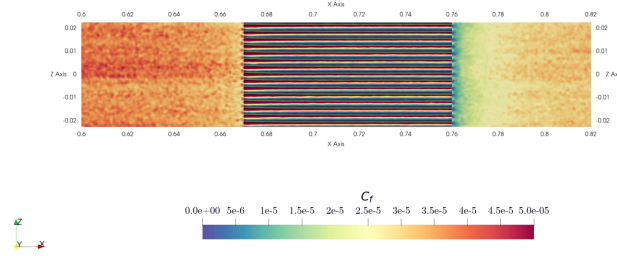 X Axis
0.6 0.62 0.64 0.66 0.68 0.7 0.72 0.74 0.76 0.78 0.8 0.82
0.02 0.02
0.01 0.01
Z Axis 0 0 Z Axis
-0.01 -0.01
-0.02 -0.02
0.6 0.62 0.64 0.66 0.68 0.7 0.72 0.74 0.76 0.78 0.8 0.82
X Axis
C_f
0.0e+00 5e-6 1e-5 1.5e-5 2e-5 2.5e-5 3e-5 3.5e-5 4e-5 4.5e-5 5.0e-05
Z
Y X